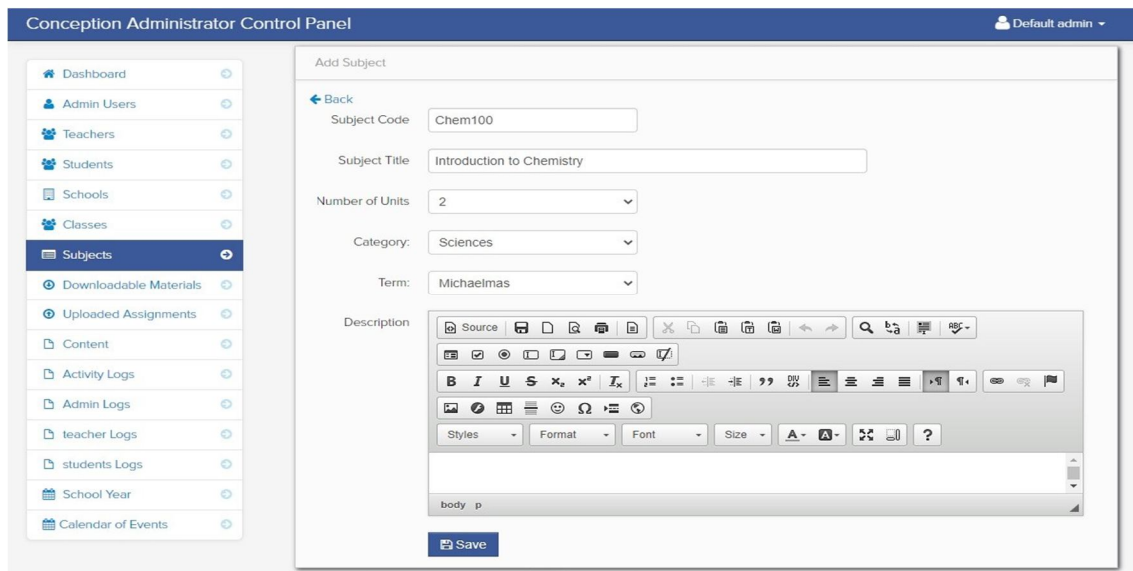 Conception Administrator Control Panel
Default admin
Dashboard
Admin Users
Teachers
Students
Schools
Classes
Subjects
Downloadable Materials
Uploaded Assignments
Content
Activity Logs
Admin Logs
teacher Logs
students Logs
School Year
Calendar of Events
Add Subject
Back
Subject Code Chem100
Subject Title Introduction to Chemistry
Number of Units 2
Category: Sciences
Term: Michaelmas
Description
Source
B I U S x₂ x² Iₓ
Styles Format Font Size A A ?
body p
Save